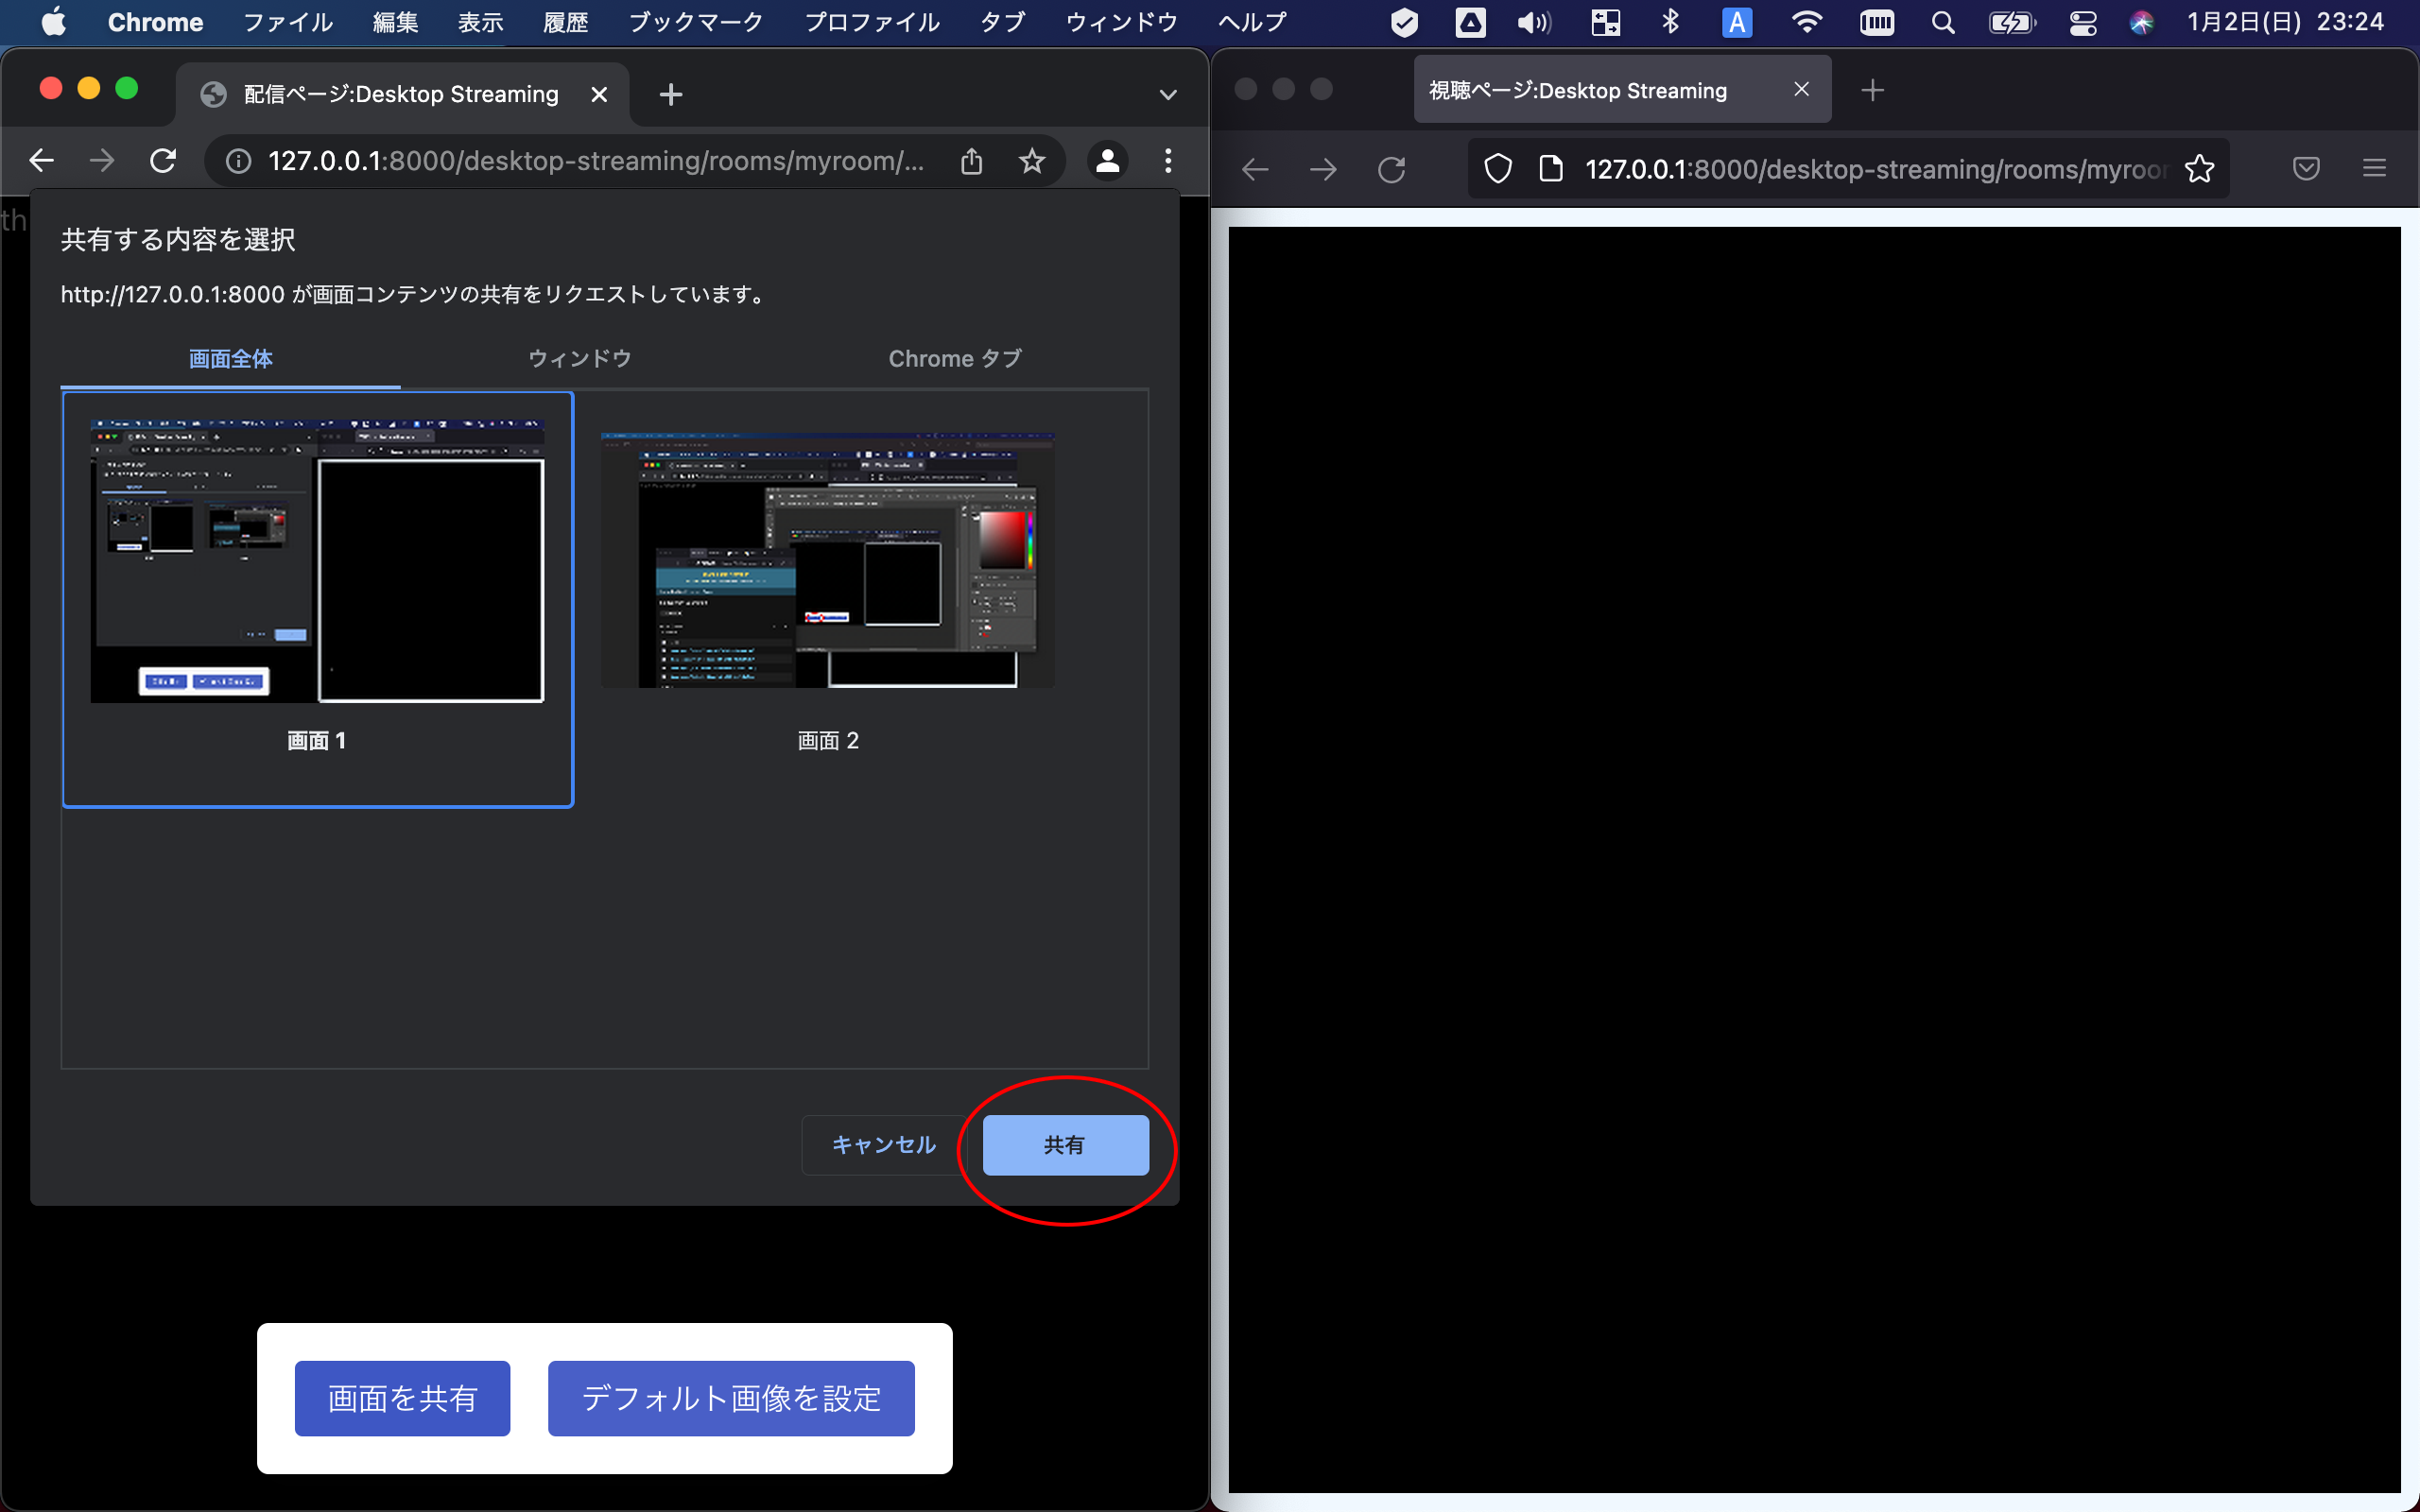 Chrome ファイル 編集 表示 履歴 ブックマーク プロファイル タブ ウィンドウ ヘルプ A 1月2日(日) 23:24
配信ページ:Desktop Streaming
127.0.0.1:8000/desktop-streaming/rooms/myroom/...
th
共有する内容を選択
http://127.0.0.1:8000 が画面コンテンツの共有をリクエストしています。
画面全体 ウィンドウ Chrome タブ
画面 1 画面 2
キャンセル 共有
画面を共有 デフォルト画像を設定
視聴ページ:Desktop Streaming
127.0.0.1:8000/desktop-streaming/rooms/myroor